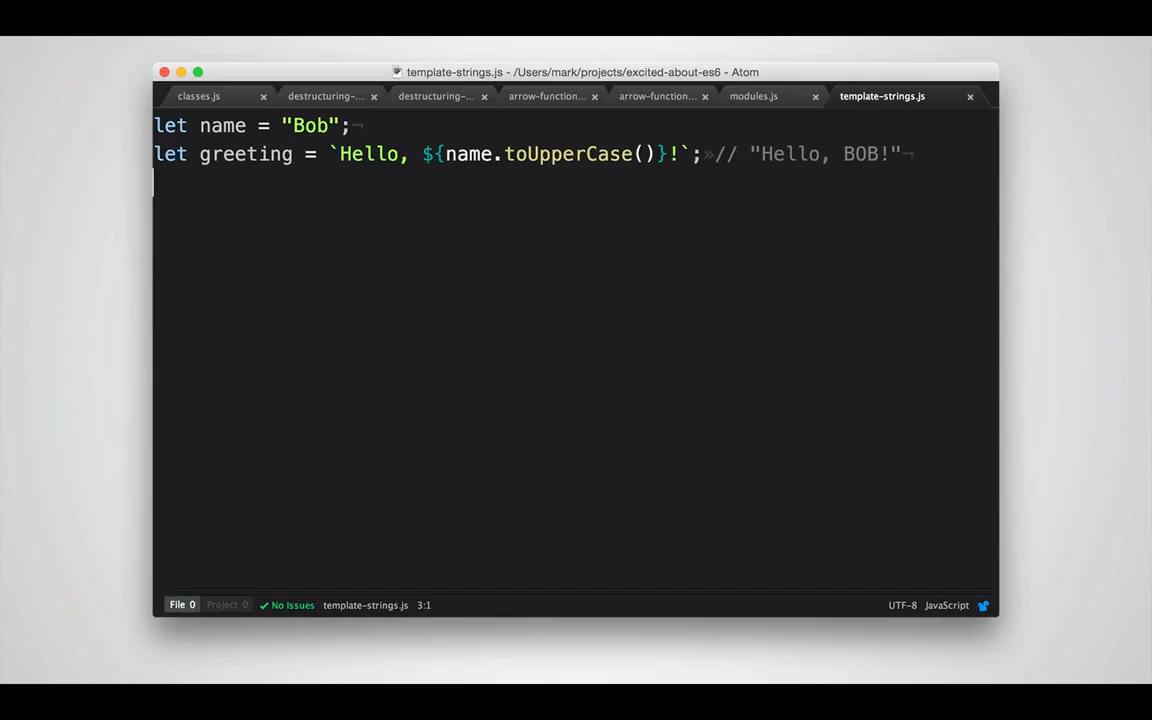 template-strings.js - /Users/mark/projects/excited-about-es6 - Atom
classes.js destructuring-... destructuring-... arrow-function... arrow-function... modules.js template-strings.js
let name = "Bob";¬
let greeting = `Hello, ${name.toUpperCase()}!`;»// "Hello, BOB!"¬
File 0 Project 0 No Issues template-strings.js 3:1 UTF-8 JavaScript